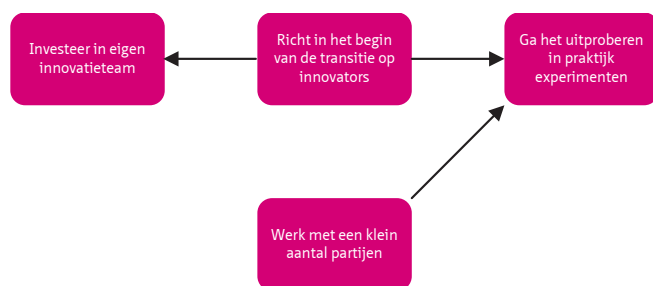 Investeer in eigen
innovatieteam
Richt in het begin
van de transitie op
innovators
Ga het uitproberen
in praktijk
experimenten
Werk met een klein
aantal partijen